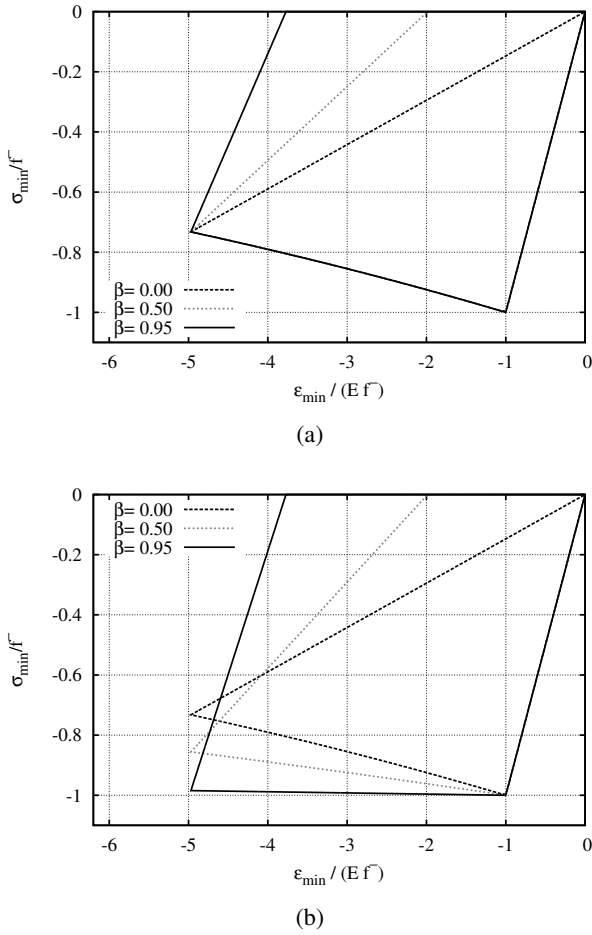 0
-0.2
-0.4
-0.6
-0.8
-1
σmin/f⁻
β= 0.00
β= 0.50
β= 0.95
-6 -5 -4 -3 -2 -1 0
εmin / (E f⁻)
(a)
0
-0.2
-0.4
-0.6
-0.8
-1
σmin/f⁻
β= 0.00
β= 0.50
β= 0.95
-6 -5 -4 -3 -2 -1 0
εmin / (E f⁻)
(b)